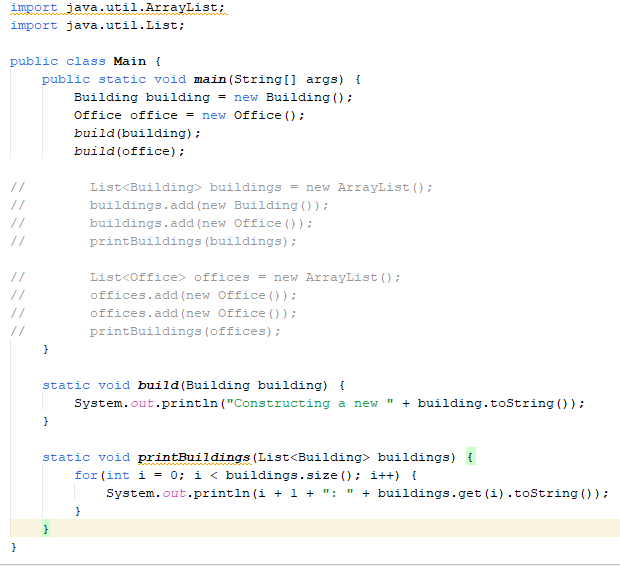 import java.util.ArrayList;
import java.util.List;

public class Main {
    public static void main(String[] args) {
        Building building = new Building();
        Office office = new Office();
        build(building);
        build(office);

//        List<Building> buildings = new ArrayList();
//        buildings.add(new Building());
//        buildings.add(new Office());
//        printBuildings(buildings);

//        List<Office> offices = new ArrayList();
//        offices.add(new Office());
//        offices.add(new Office());
//        printBuildings(offices);
    }

    static void build(Building building) {
        System.out.println("Constructing a new " + building.toString());
    }

    static void printBuildings(List<Building> buildings) {
        for(int i = 0; i < buildings.size(); i++) {
            System.out.println(i + 1 + ": " + buildings.get(i).toString());
        }
    }
}